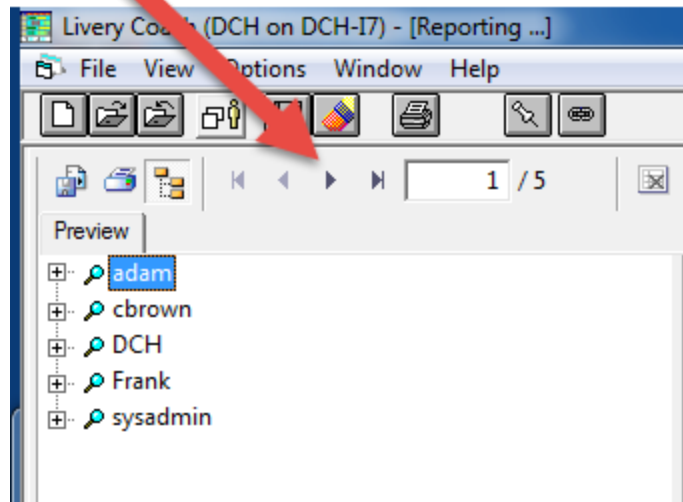 Livery Coach (DCH on DCH-I7) - [Reporting ...]
File View Options Window Help
1 / 5
Preview
adam
cbrown
DCH
Frank
sysadmin